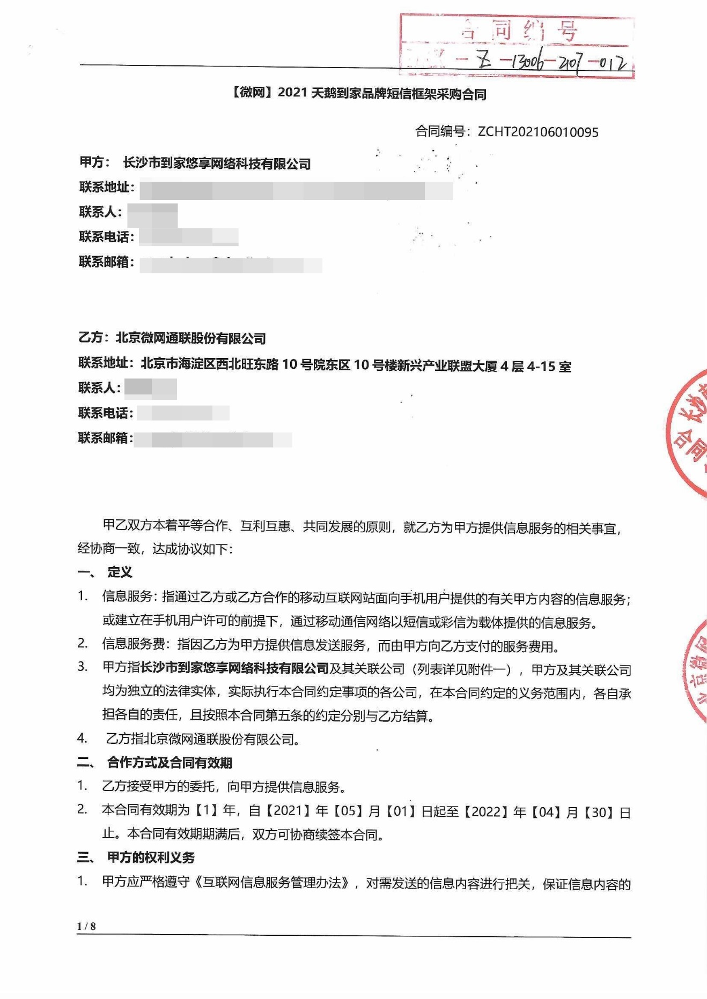 合同编号
-Z-13006-2107-012
【微网】2021 天鹅到家品牌短信框架采购合同
合同编号：ZCHT202106010095
甲方： 长沙市到家悠享网络科技有限公司
联系地址：
联系人：
联系电话：
联系邮箱：
乙方：北京微网通联股份有限公司
联系地址：北京市海淀区西北旺东路 10 号院东区 10 号楼新兴产业联盟大厦 4 层 4-15 室
联系人：
联系电话：
联系邮箱：
长沙
合同
甲乙双方本着平等合作、互利互惠、共同发展的原则，就乙方为甲方提供信息服务的相关事宜，
经协商一致，达成协议如下：
一、 定义
1. 信息服务：指通过乙方或乙方合作的移动互联网站面向手机用户提供的有关甲方内容的信息服务；
或建立在手机用户许可的前提下，通过移动通信网络以短信或彩信为载体提供的信息服务。
2. 信息服务费：指因乙方为甲方提供信息发送服务，而由甲方向乙方支付的服务费用。
3. 甲方指长沙市到家悠享网络科技有限公司及其关联公司（列表详见附件一），甲方及其关联公司
均为独立的法律实体，实际执行本合同约定事项的各公司，在本合同约定的义务范围内，各自承
担各自的责任，且按照本合同第五条的约定分别与乙方结算。
北京微网
4. 乙方指北京微网通联股份有限公司。
二、 合作方式及合同有效期
1. 乙方接受甲方的委托，向甲方提供信息服务。
2. 本合同有效期为【1】年，自【2021】年【05】月【01】日起至【2022】年【04】月【30】日
止。本合同有效期期满后，双方可协商续签本合同。
三、 甲方的权利义务
1. 甲方应严格遵守《互联网信息服务管理办法》，对需发送的信息内容进行把关，保证信息内容的
1 / 8